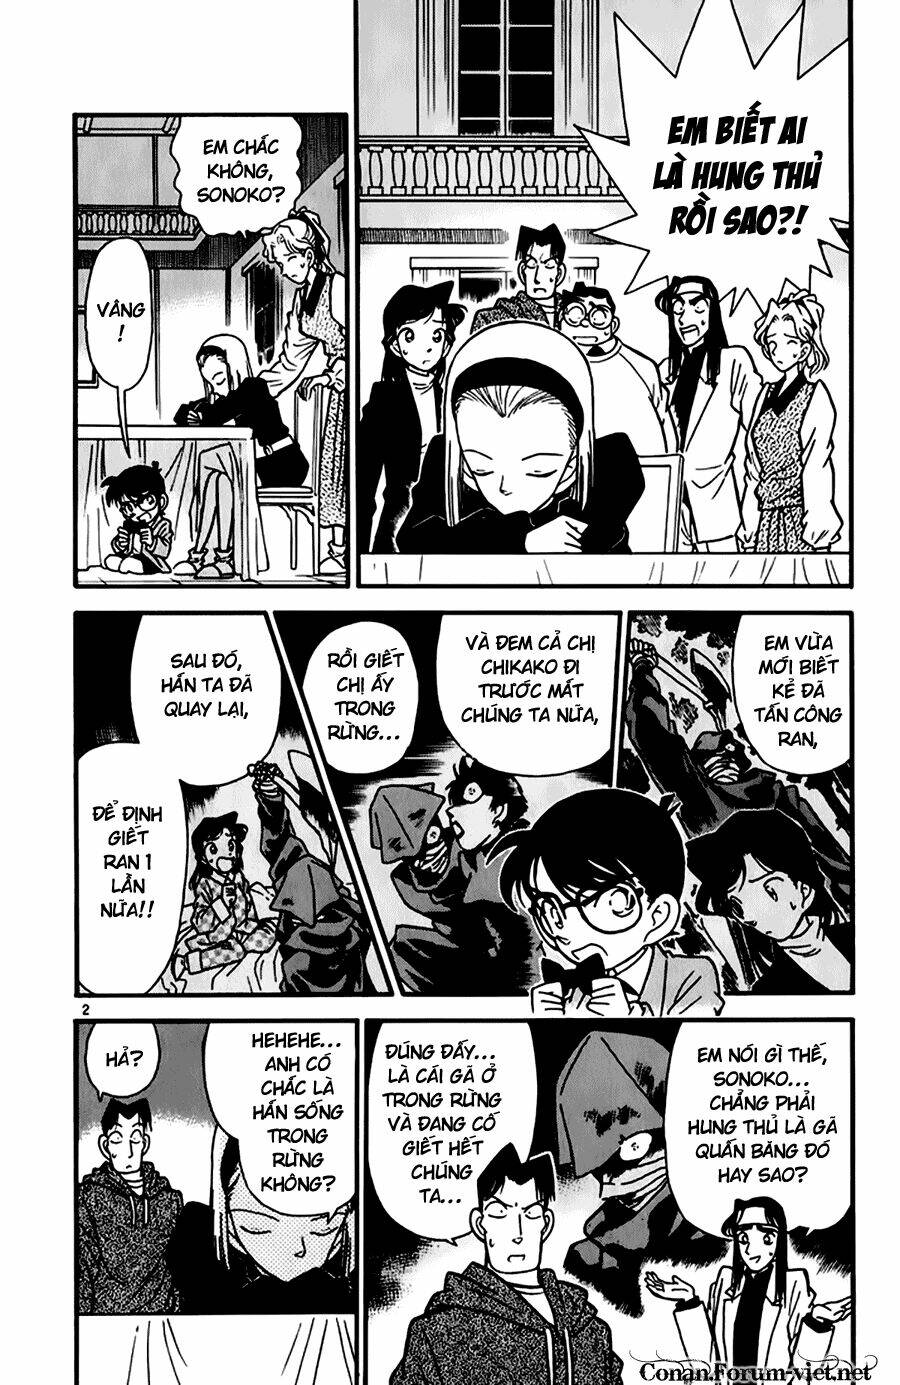 EM BIẾT AI
LÀ HUNG THỦ
RỒI SAO?!
EM CHẮC
KHÔNG,
SONOKO?
VÂNG
!
EM VỪA
MỚI BIẾT
KẺ ĐÃ
TẤN CÔNG
RAN,
VÀ ĐEM CẢ CHỊ
CHIKAKO ĐI
TRƯỚC MẮT
CHÚNG TA NỮA,
RỒI GIẾT
CHỊ ẤY
TRONG
RỪNG...
SAU ĐÓ,
HẮN TA ĐÃ
QUAY LẠI,
ĐỂ ĐỊNH
GIẾT
RAN 1
LẦN
NỮA!!
2
EM NÓI GÌ THẾ,
SONOKO...
CHẲNG PHẢI
HUNG THỦ LÀ GÃ
QUẤN BĂNG ĐÓ
HAY SAO?
ĐÚNG ĐẤY...
LÀ CÁI GÃ Ở
TRONG RỪNG
VÀ ĐANG CỐ
GIẾT HẾT
CHÚNG
TA...
HEHEHE...
ANH CÓ
CHẮC LÀ
HẮN SỐNG
TRONG
RỪNG
KHÔNG?
HẢ?
Conan.Forum-viet.net